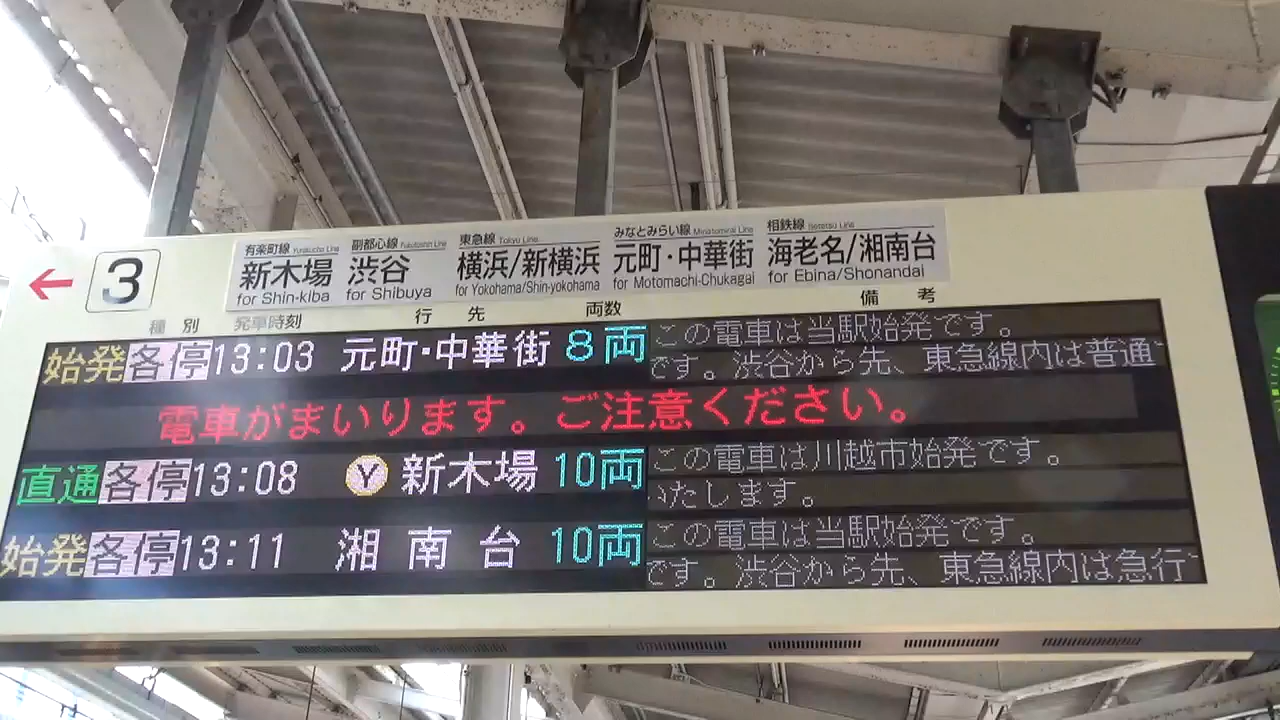 3
有楽町線 Yurakucho Line
新木場
for Shin-kiba
副都心線 Fukutoshin Line
渋谷
for Shibuya
東急線 Tokyu Line
横浜/新横浜
for Yokohama/Shin-yokohama
みなとみらい線 Minatomirai Line
元町・中華街
for Motomachi-Chukagai
相鉄線 Sotetsu Line
海老名/湘南台
for Ebina/Shonandai
種別 発車時刻 行先 両数 備考
始発 各停 13:03 元町・中華街 8両 この電車は当駅始発です。
です。渋谷から先、東急線内は普通
電車がまいります。ご注意ください。
直通 各停 13:08 Y 新木場 10両 この電車は川越市始発です。
いたします。
始発 各停 13:11 湘南台 10両 この電車は当駅始発です。
です。渋谷から先、東急線内は急行